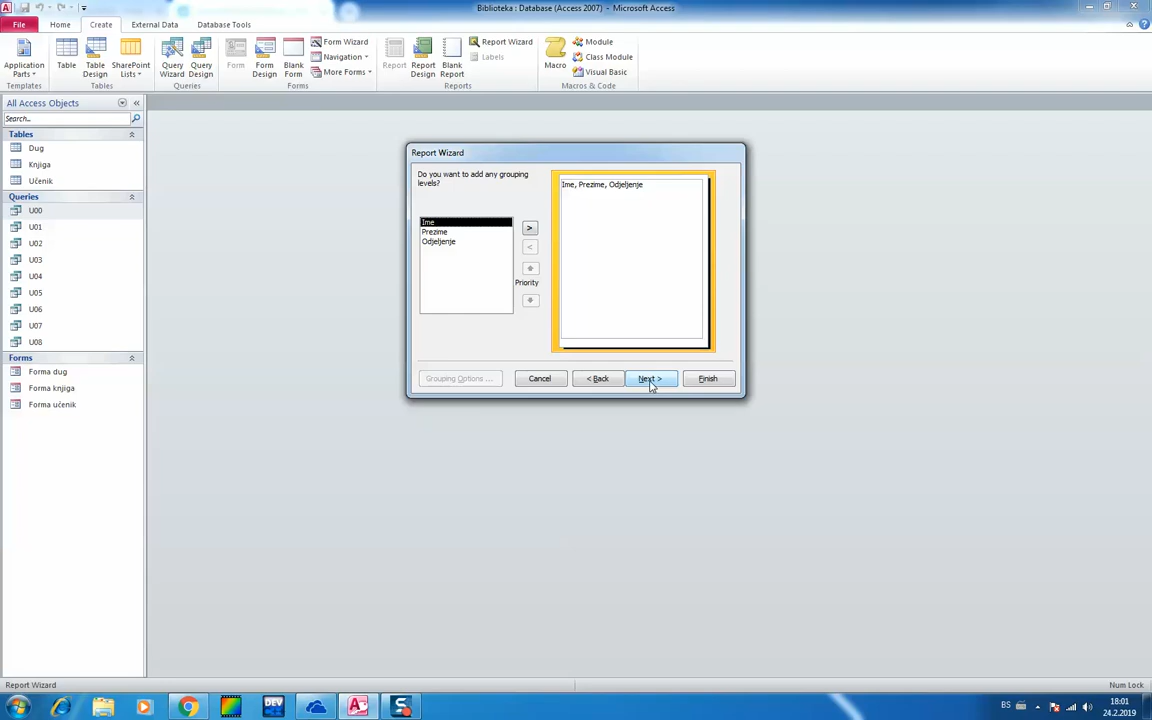 Biblioteka : Database (Access 2007) - Microsoft Access
File Home Create External Data Database Tools
Application Parts
Templates
Table
Table Design
SharePoint Lists
Tables
Query Wizard
Query Design
Queries
Form
Form Design
Blank Form
Form Wizard
Navigation
More Forms
Forms
Report
Report Design
Blank Report
Report Wizard
Labels
Reports
Macro
Module
Class Module
Visual Basic
Macros & Code
All Access Objects
Search...
Tables
Dug
Knjiga
Učenik
Queries
U00
U01
U02
U03
U04
U05
U06
U07
U08
Forms
Forma dug
Forma knjiga
Forma učenik
Report Wizard
Do you want to add any grouping
levels?
Ime
Prezime
Odjeljenje
>
<
Priority
Ime, Prezime, Odjeljenje
Grouping Options ...
Cancel
< Back
Next >
Finish
Report Wizard
Num Lock
DEV
BS
18:01
24.2.2019